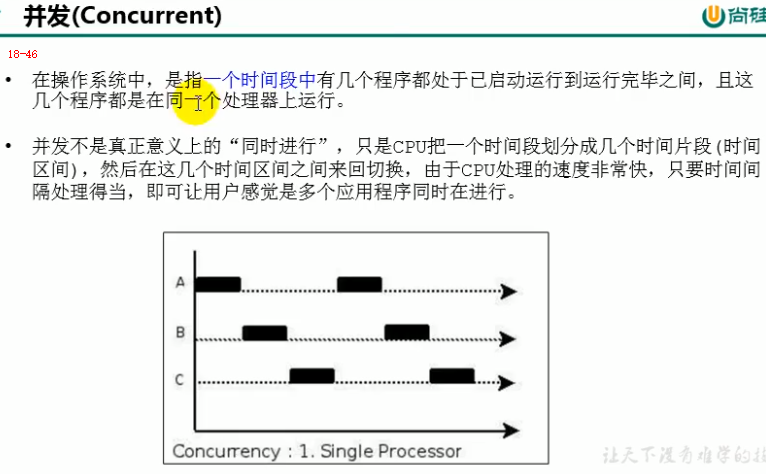 并发(Concurrent)
尚硅
18-46
• 在操作系统中，是指一个时间段中有几个程序都处于已启动运行到运行完毕之间，且这
几个程序都是在同一个处理器上运行。
• 并发不是真正意义上的“同时进行”，只是CPU把一个时间段划分成几个时间片段(时间
区间)，然后在这几个时间区间之间来回切换，由于CPU处理的速度非常快，只要时间间
隔处理得当，即可让用户感觉是多个应用程序同时在进行。
A
B
C
Concurrency : 1. Single Processor
让天下没有难学的技